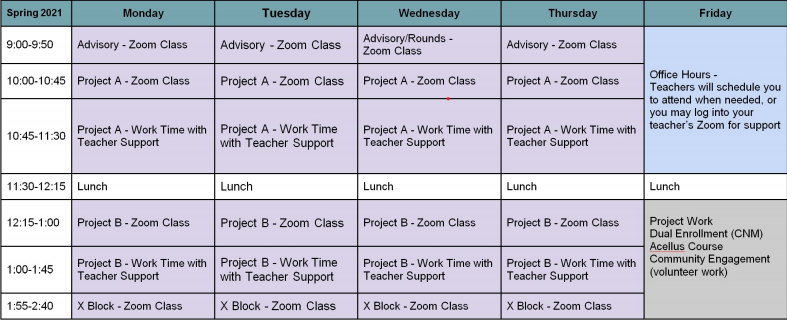 Spring 2021 Monday Tuesday Wednesday Thursday Friday
9:00-9:50 Advisory - Zoom Class Advisory - Zoom Class Advisory/Rounds -
Zoom Class Advisory - Zoom Class
Office Hours -
Teachers will schedule you
to attend when needed, or
you may log into your
teacher's Zoom for support
10:00-10:45 Project A - Zoom Class Project A - Zoom Class Project A - Zoom Class Project A - Zoom Class
10:45-11:30 Project A - Work Time with
Teacher Support Project A - Work Time
with Teacher Support Project A - Work Time with
Teacher Support Project A - Work Time with
Teacher Support
11:30-12:15 Lunch Lunch Lunch Lunch Lunch
12:15-1:00 Project B - Zoom Class Project B - Zoom Class Project B - Zoom Class Project B - Zoom Class
Project Work
Dual Enrollment (CNM)
Acellus Course
Community Engagement
(volunteer work)
1:00-1:45 Project B - Work Time with
Teacher Support Project B - Work Time
with Teacher Support Project B - Work Time with
Teacher Support Project B - Work Time with
Teacher Support
1:55-2:40 X Block - Zoom Class X Block - Zoom Class X Block - Zoom Class X Block - Zoom Class